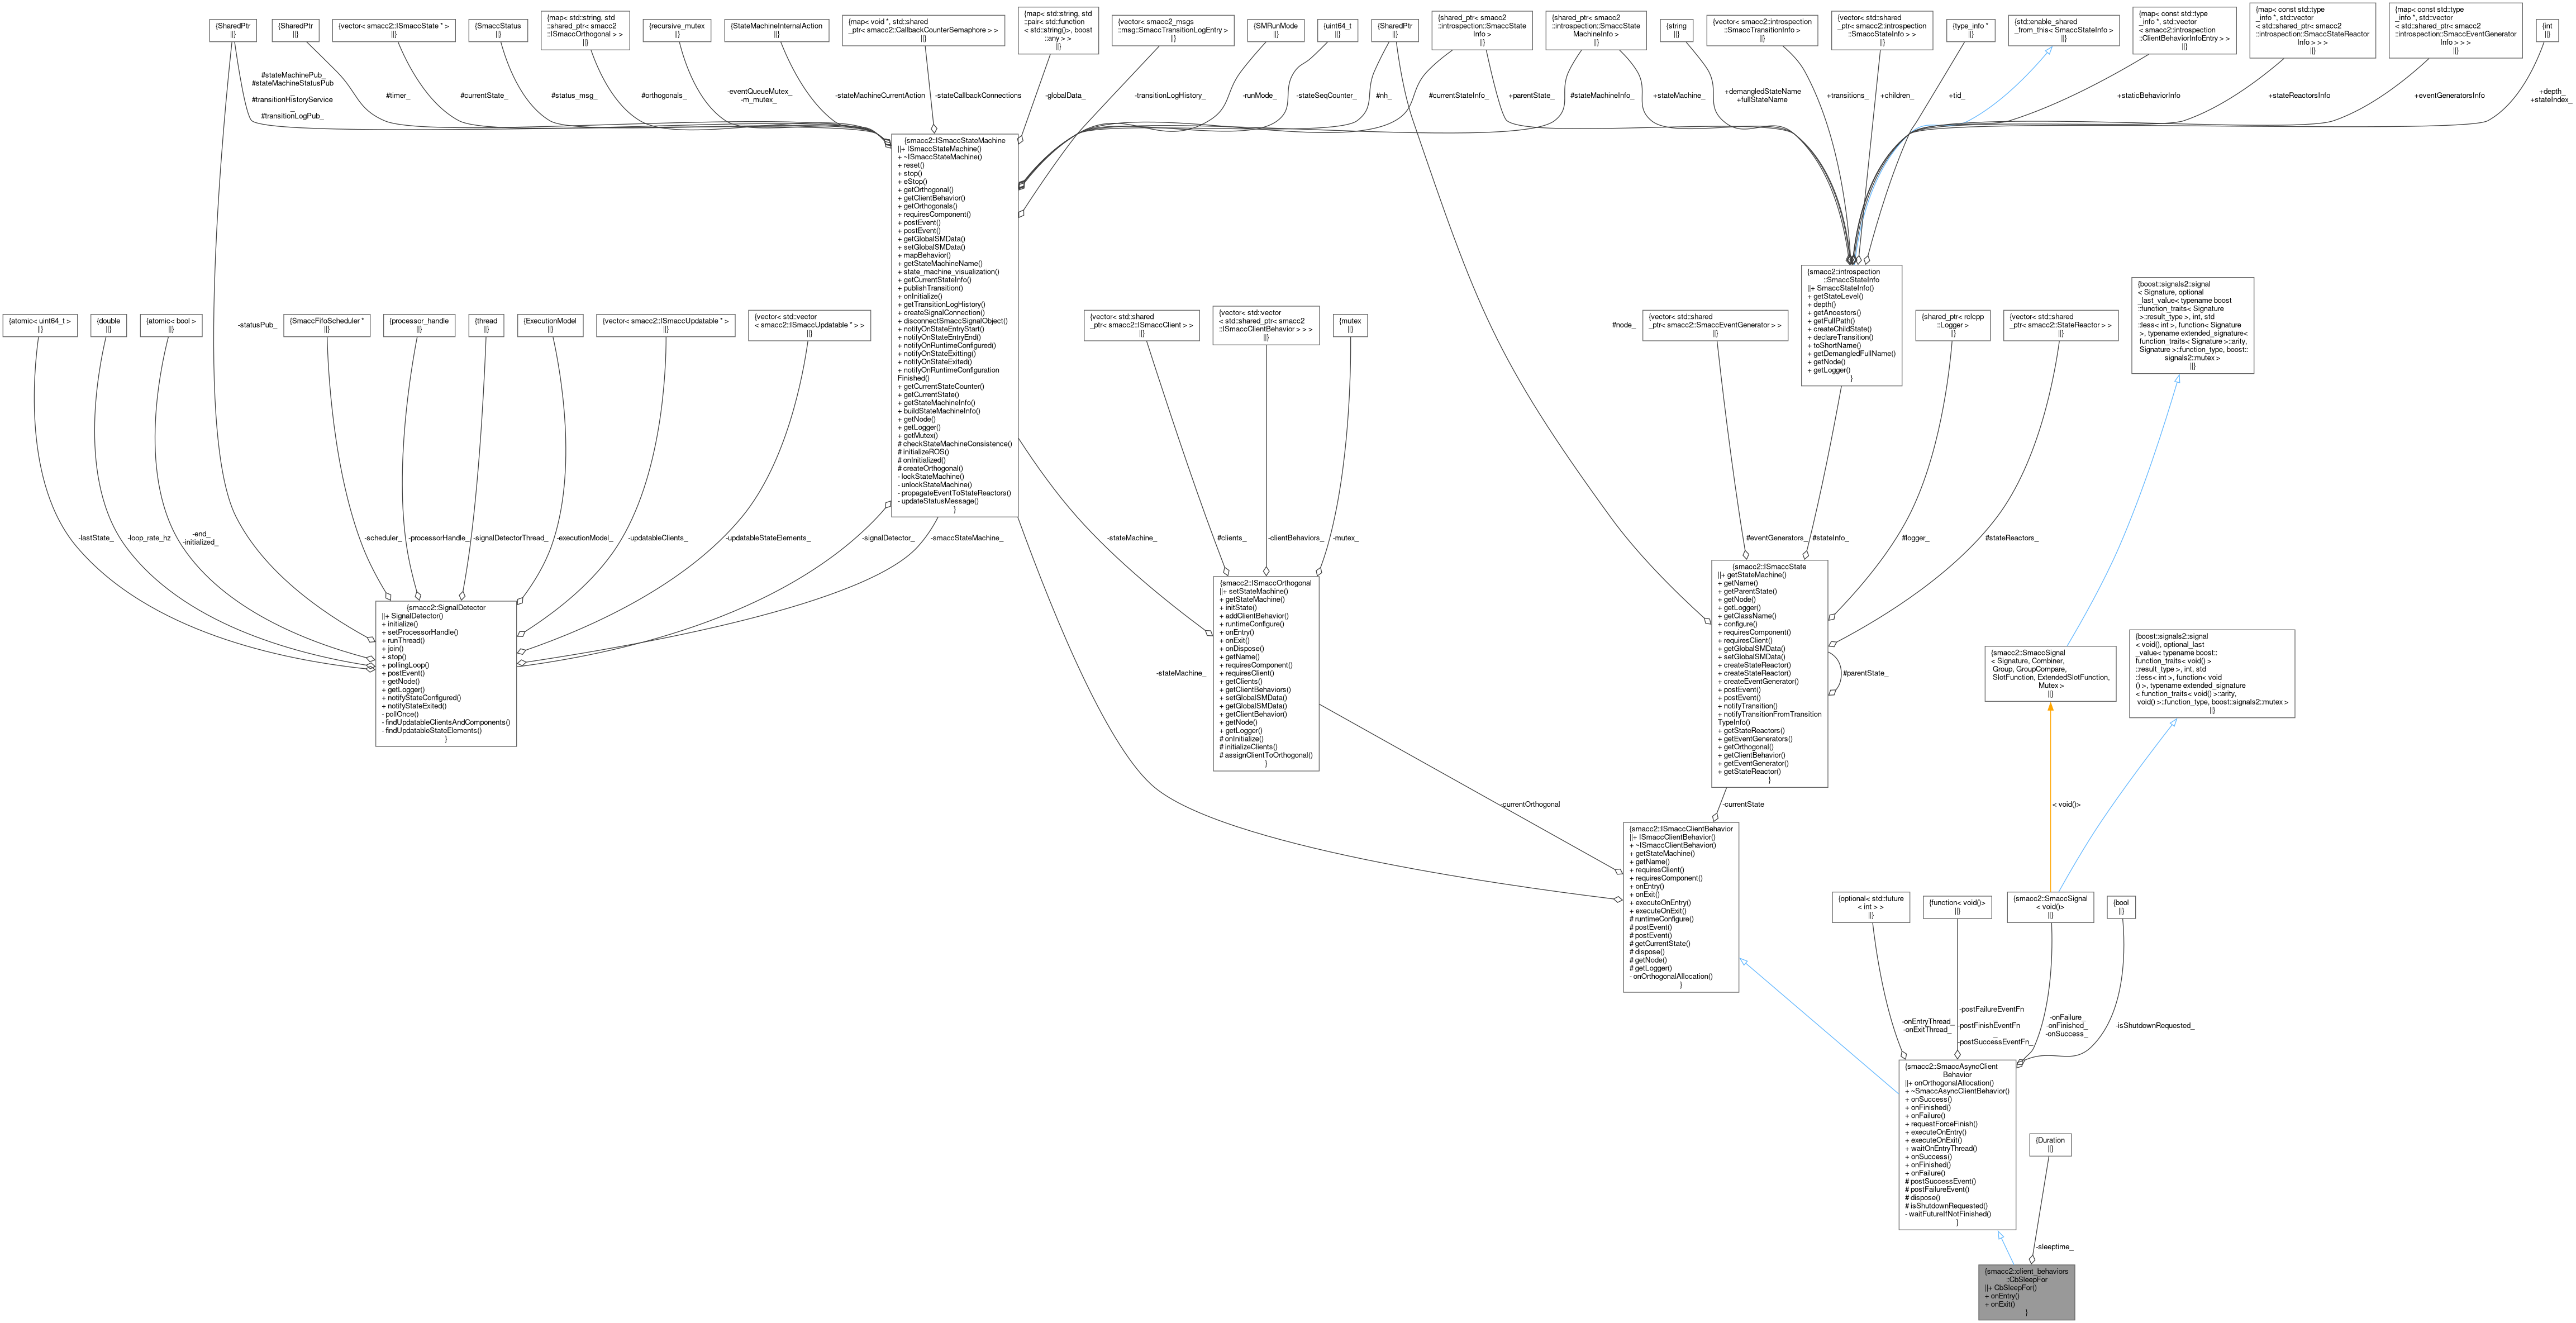 {SharedPtr
||}
{SharedPtr
||}
{vector< smacc2::ISmaccState * >
||}
{SmaccStatus
||}
{map< std::string, std
::shared_ptr< smacc2
::ISmaccOrthogonal > >
||}
{recursive_mutex
||}
{StateMachineInternalAction
||}
{map< void *, std::shared
_ptr< smacc2::CallbackCounterSemaphore > >
||}
{map< std::string, std
::pair< std::function
< std::string()>, boost
::any > >
||}
{vector< smacc2_msgs
::msg::SmaccTransitionLogEntry >
||}
{SMRunMode
||}
{uint64_t
||}
{SharedPtr
||}
{shared_ptr< smacc2
::introspection::SmaccState
Info >
||}
{shared_ptr< smacc2
::introspection::SmaccState
MachineInfo >
||}
{string
||}
{vector< smacc2::introspection
::SmaccTransitionInfo >
||}
{vector< std::shared
_ptr< smacc2::introspection
::SmaccStateInfo > >
||}
{type_info *
||}
{std::enable_shared
_from_this< SmaccStateInfo >
||}
{map< const std::type
_info *, std::vector
< smacc2::introspection
::ClientBehaviorInfoEntry > >
||}
{map< const std::type
_info *, std::vector
< std::shared_ptr< smacc2
::introspection::SmaccStateReactor
Info > > >
||}
{map< const std::type
_info *, std::vector
< std::shared_ptr< smacc2
::introspection::SmaccEventGenerator
Info > > >
||}
{int
||}
#stateMachinePub_
#stateMachineStatusPub
_
#transitionHistoryService
_
#transitionLogPub_
#timer_
#currentState_
#status_msg_
#orthogonals_
-eventQueueMutex_
-m_mutex_
-stateMachineCurrentAction
-stateCallbackConnections
-globalData_
-transitionLogHistory_
-runMode_
-stateSeqCounter_
#nh_
#currentStateInfo_
+parentState_
#stateMachineInfo_
+stateMachine_
+demangledStateName
+fullStateName
+transitions_
+children_
+tid_
+staticBehaviorInfo
+stateReactorsInfo
+eventGeneratorsInfo
+depth_
+stateIndex_
{smacc2::ISmaccStateMachine
||+ ISmaccStateMachine()
+ ~ISmaccStateMachine()
+ reset()
+ stop()
+ eStop()
+ getOrthogonal()
+ getClientBehavior()
+ getOrthogonals()
+ requiresComponent()
+ postEvent()
+ postEvent()
+ getGlobalSMData()
+ setGlobalSMData()
+ mapBehavior()
+ getStateMachineName()
+ state_machine_visualization()
+ getCurrentStateInfo()
+ publishTransition()
+ onInitialize()
+ getTransitionLogHistory()
+ createSignalConnection()
+ disconnectSmaccSignalObject()
+ notifyOnStateEntryStart()
+ notifyOnStateEntryEnd()
+ notifyOnRuntimeConfigured()
+ notifyOnStateExitting()
+ notifyOnStateExited()
+ notifyOnRuntimeConfiguration
Finished()
+ getCurrentStateCounter()
+ getCurrentState()
+ getStateMachineInfo()
+ buildStateMachineInfo()
+ getNode()
+ getLogger()
+ getMutex()
# checkStateMachineConsistence()
# initializeROS()
# onInitialized()
# createOrthogonal()
- lockStateMachine()
- unlockStateMachine()
- propagateEventToStateReactors()
- updateStatusMessage()
}
{smacc2::introspection
::SmaccStateInfo
||+ SmaccStateInfo()
+ getStateLevel()
+ depth()
+ getAncestors()
+ getFullPath()
+ createChildState()
+ declareTransition()
+ toShortName()
+ getDemangledFullName()
+ getNode()
+ getLogger()
}
{boost::signals2::signal
< Signature, optional
_last_value< typename boost
::function_traits< Signature
>::result_type >, int, std
::less< int >, function< Signature
>, typename extended_signature<
function_traits< Signature >::arity,
Signature >::function_type, boost::
signals2::mutex >
||}
{atomic< uint64_t >
||}
{double
||}
{atomic< bool >
||}
-statusPub_
{SmaccFifoScheduler *
||}
{processor_handle
||}
{thread
||}
{ExecutionModel
||}
{vector< smacc2::ISmaccUpdatable * >
||}
{vector< std::vector
< smacc2::ISmaccUpdatable * > >
||}
{vector< std::shared
_ptr< smacc2::ISmaccClient > >
||}
{vector< std::vector
< std::shared_ptr< smacc2
::ISmaccClientBehavior > > >
||}
{mutex
||}
#node_
{vector< std::shared
_ptr< smacc2::SmaccEventGenerator > >
||}
{shared_ptr< rclcpp
::Logger >
||}
{vector< std::shared
_ptr< smacc2::StateReactor > >
||}
-lastState_
-loop_rate_hz
-end_
-initialized_
-scheduler_
-processorHandle_
-signalDetectorThread_
-executionModel_
-updatableClients_
-updatableStateElements_
-signalDetector_
-smaccStateMachine_
-stateMachine_
#clients_
-clientBehaviors_
-mutex_
#eventGenerators_
#stateInfo_
#logger_
#stateReactors_
{smacc2::SignalDetector
||+ SignalDetector()
+ initialize()
+ setProcessorHandle()
+ runThread()
+ join()
+ stop()
+ pollingLoop()
+ postEvent()
+ getNode()
+ getLogger()
+ notifyStateConfigured()
+ notifyStateExited()
- pollOnce()
- findUpdatableClientsAndComponents()
- findUpdatableStateElements()
}
{smacc2::ISmaccOrthogonal
||+ setStateMachine()
+ getStateMachine()
+ initState()
+ addClientBehavior()
+ runtimeConfigure()
+ onEntry()
+ onExit()
+ onDispose()
+ getName()
+ requiresComponent()
+ requiresClient()
+ getClients()
+ getClientBehaviors()
+ setGlobalSMData()
+ getGlobalSMData()
+ getClientBehavior()
+ getNode()
+ getLogger()
# onInitialize()
# initializeClients()
# assignClientToOrthogonal()
}
{smacc2::ISmaccState
||+ getStateMachine()
+ getName()
+ getParentState()
+ getNode()
+ getLogger()
+ getClassName()
+ configure()
+ requiresComponent()
+ requiresClient()
+ getGlobalSMData()
+ setGlobalSMData()
+ createStateReactor()
+ createStateReactor()
+ createEventGenerator()
+ postEvent()
+ postEvent()
+ notifyTransition()
+ notifyTransitionFromTransition
TypeInfo()
+ getStateReactors()
+ getEventGenerators()
+ getOrthogonal()
+ getClientBehavior()
+ getEventGenerator()
+ getStateReactor()
}
#parentState_
-stateMachine_
{smacc2::SmaccSignal
< Signature, Combiner,
Group, GroupCompare,
SlotFunction, ExtendedSlotFunction,
Mutex >
||}
{boost::signals2::signal
< void(), optional_last
_value< typename boost::
function_traits< void() >
::result_type >, int, std
::less< int >, function< void
() >, typename extended_signature
< function_traits< void() >::arity,
void() >::function_type, boost::signals2::mutex >
||}
-currentOrthogonal
-currentState
< void()>
{smacc2::ISmaccClientBehavior
||+ ISmaccClientBehavior()
+ ~ISmaccClientBehavior()
+ getStateMachine()
+ getName()
+ requiresClient()
+ requiresComponent()
+ onEntry()
+ onExit()
+ executeOnEntry()
+ executeOnExit()
# runtimeConfigure()
# postEvent()
# postEvent()
# getCurrentState()
# dispose()
# getNode()
# getLogger()
- onOrthogonalAllocation()
}
{optional< std::future
< int > >
||}
{function< void()>
||}
{smacc2::SmaccSignal
< void()>
||}
{bool
||}
-onEntryThread_
-onExitThread_
-postFailureEventFn
_
-postFinishEventFn
_
-postSuccessEventFn_
-onFailure_
-onFinished_
-onSuccess_
-isShutdownRequested_
{smacc2::SmaccAsyncClient
Behavior
||+ onOrthogonalAllocation()
+ ~SmaccAsyncClientBehavior()
+ onSuccess()
+ onFinished()
+ onFailure()
+ requestForceFinish()
+ executeOnEntry()
+ executeOnExit()
+ waitOnEntryThread()
+ onSuccess()
+ onFinished()
+ onFailure()
# postSuccessEvent()
# postFailureEvent()
# dispose()
# isShutdownRequested()
- waitFutureIfNotFinished()
}
{Duration
||}
-sleeptime_
{smacc2::client_behaviors
::CbSleepFor
||+ CbSleepFor()
+ onEntry()
+ onExit()
}